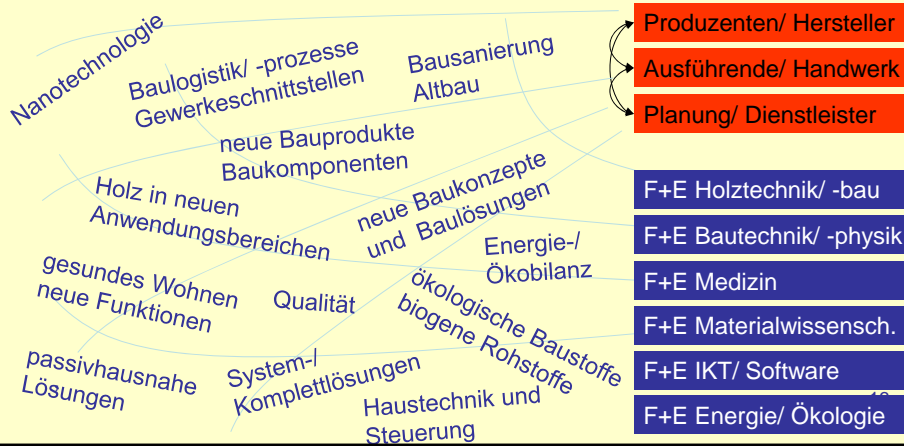 Nanotechnologie
Baulogistik/ -prozesse
Gewerkeschnittstellen
Bausanierung
Altbau
neue Bauprodukte
Baukomponenten
Holz in neuen
Anwendungsbereichen
neue Baukonzepte
und Baulösungen
Energie-/
Ökobilanz
gesundes Wohnen
neue Funktionen
Qualität
ökologische Baustoffe
biogene Rohstoffe
passivhausnahe
Lösungen
System-/
Komplettlösungen
Haustechnik und
Steuerung
Produzenten/ Hersteller
Ausführende/ Handwerk
Planung/ Dienstleister
F+E Holztechnik/ -bau
F+E Bautechnik/ -physik
F+E Medizin
F+E Materialwissensch.
F+E IKT/ Software
F+E Energie/ Ökologie